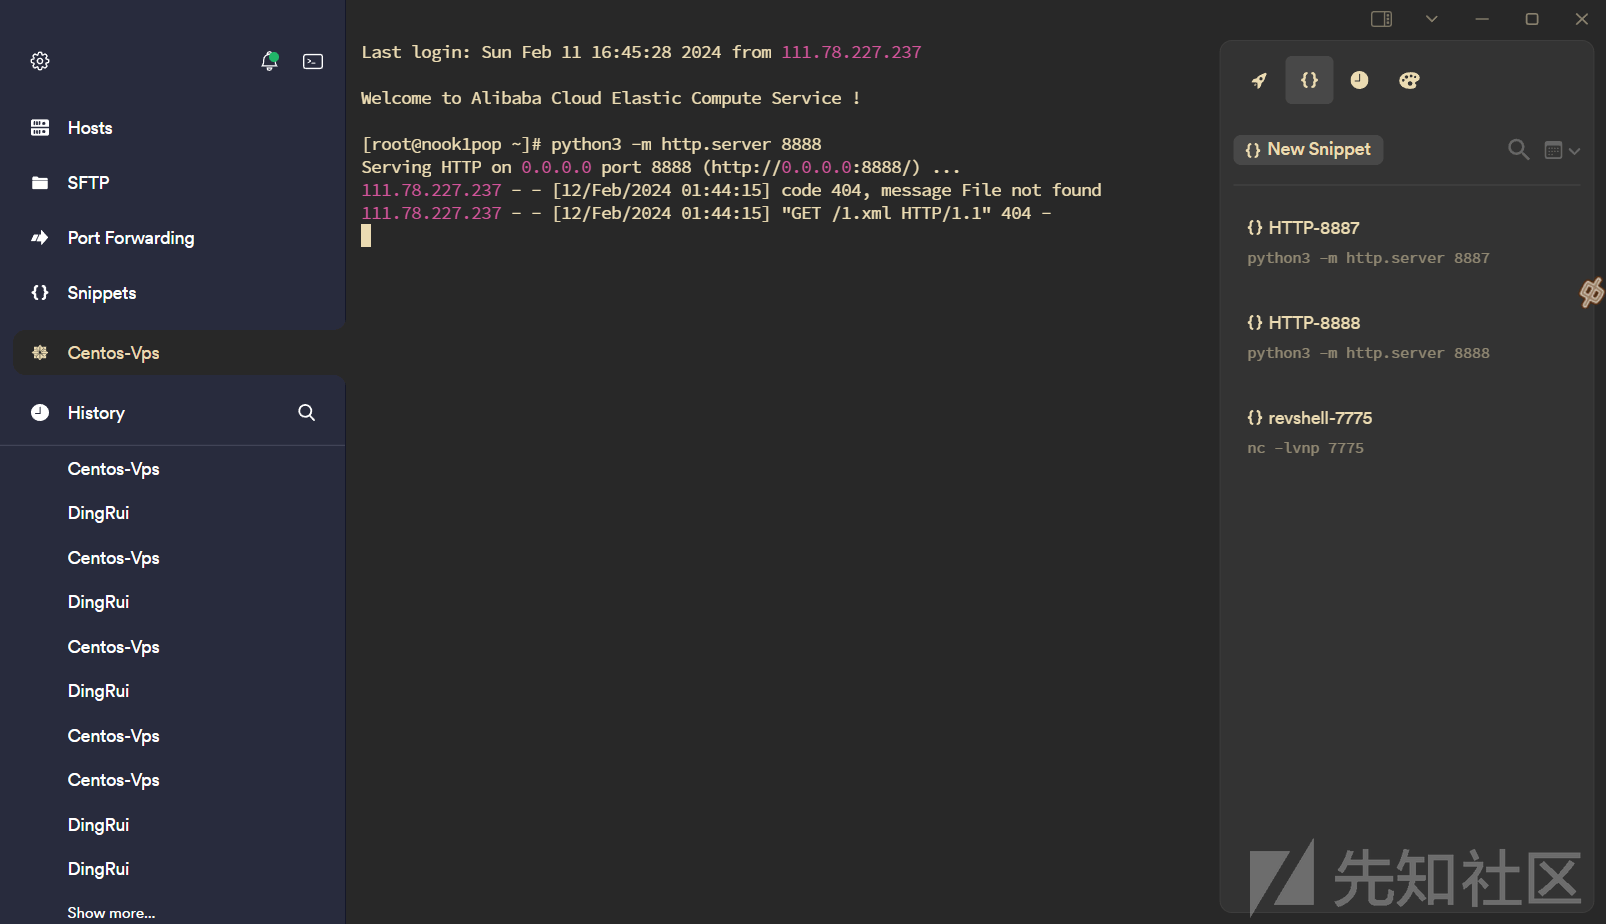 Hosts
SFTP
Port Forwarding
Snippets
Centos-Vps
History
Centos-Vps
DingRui
Centos-Vps
DingRui
Centos-Vps
DingRui
Centos-Vps
Centos-Vps
DingRui
DingRui
Show more...
Last login: Sun Feb 11 16:45:28 2024 from 111.78.227.237
Welcome to Alibaba Cloud Elastic Compute Service !
[root@nook1pop ~]# python3 -m http.server 8888
Serving HTTP on 0.0.0.0 port 8888 (http://0.0.0.0:8888/) ...
111.78.227.237 - - [12/Feb/2024 01:44:15] code 404, message File not found
111.78.227.237 - - [12/Feb/2024 01:44:15] "GET /1.xml HTTP/1.1" 404 -
{} New Snippet
{} HTTP-8887
python3 -m http.server 8887
{} HTTP-8888
python3 -m http.server 8888
{} revshell-7775
nc -lvnp 7775
中
先知社区